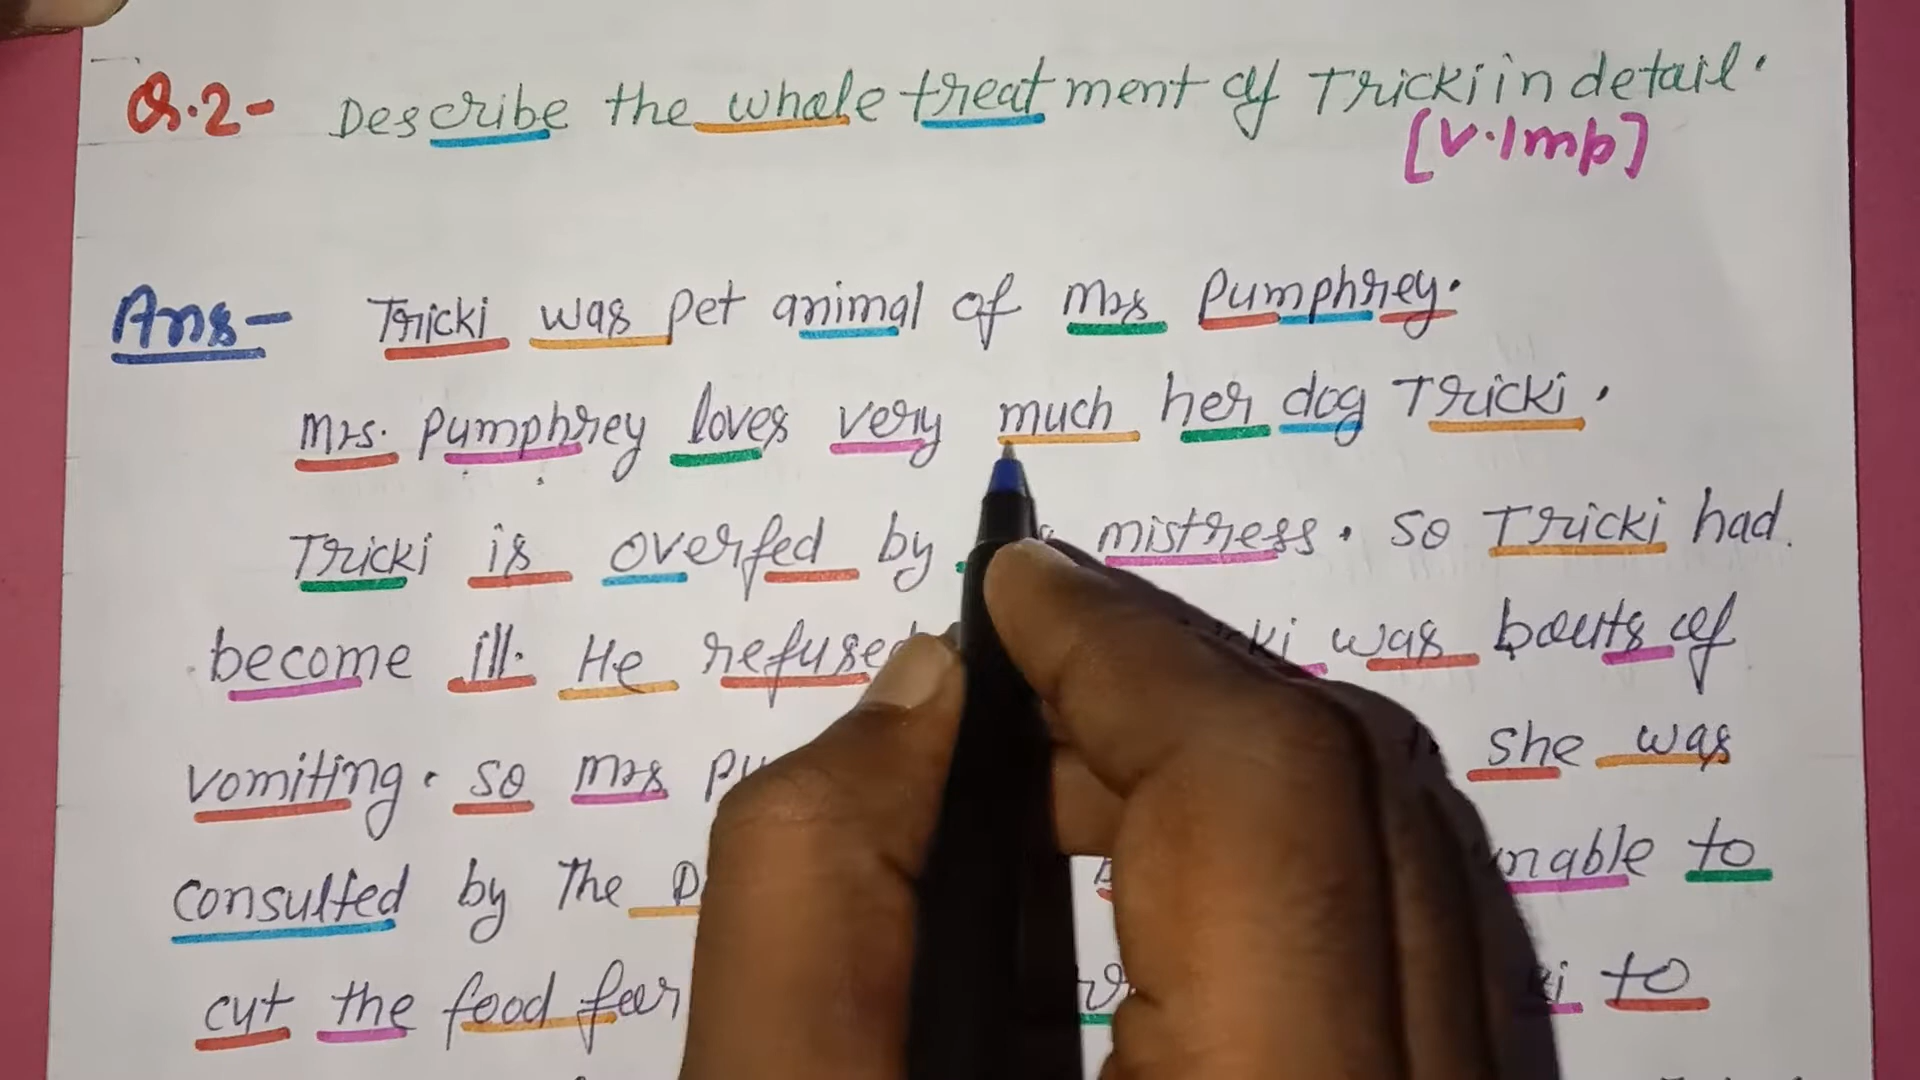 Q.2- Describe the whole treatment of Tricki in detail.
[V.Imp]
Ans- Tricki was pet animal of Mrs Pumphrey.
Mrs. Pumphrey loves very much her dog Tricki.
Tricki is overfed by mistress. So Tricki had
become ill. He refused was bouts of
vomiting. So Mrs she was
consulted by The to
cut the food for to